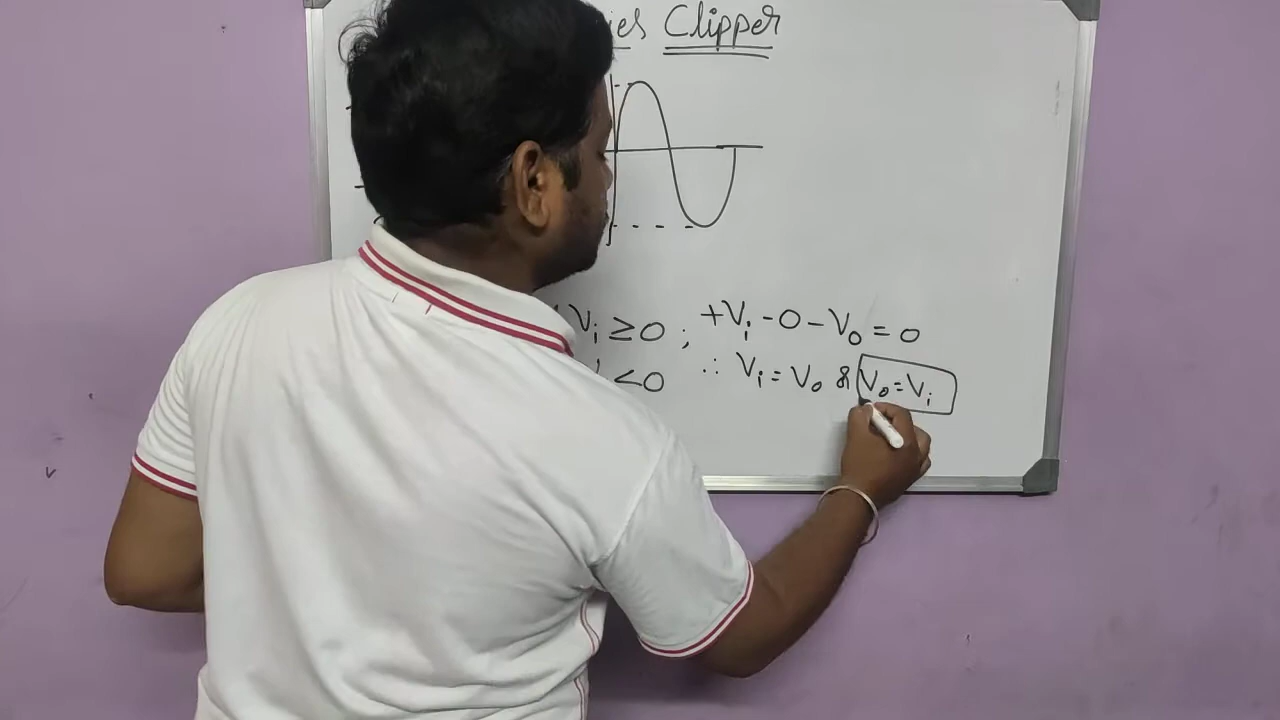 Clipper
Vi ≥ 0 ; +Vi - 0 - Vo = 0
< 0 ∴ Vi = Vo & Vo = Vi